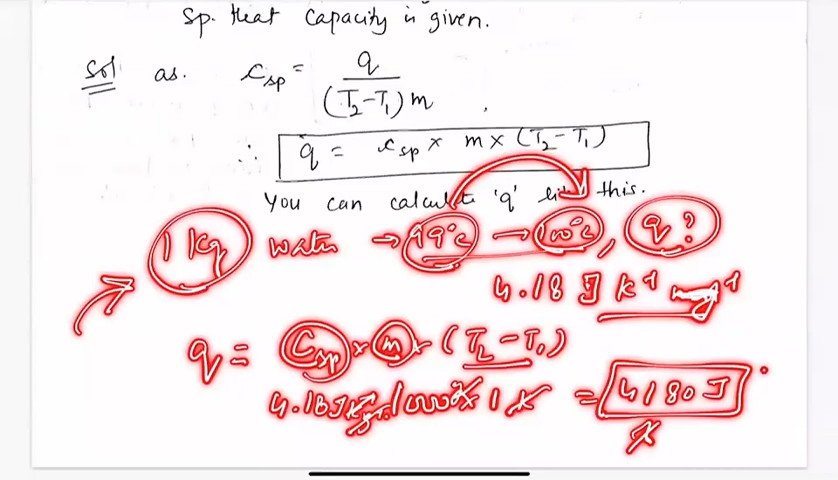 Sp. Heat Capacity is given.
Sol as. Csp = q / (T2-T1) m
∴ q = Csp × m × (T2-T1)
You can calculate 'q' like this.
1 Kg water → 99°C → 100°C, q?
4.18 J K-1
q = Csp × m × (T2-T1)
= 4180 J